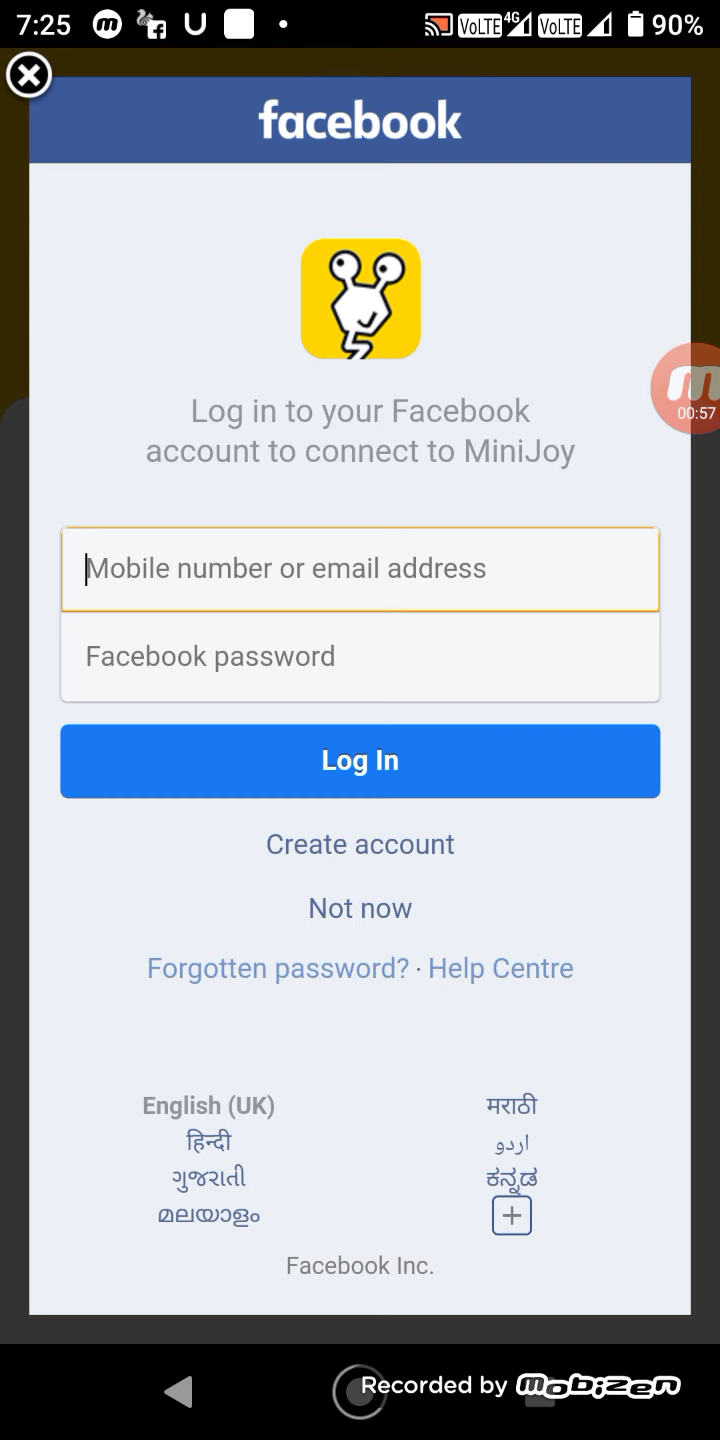 7:25 VoLTE 4G VoLTE 90%
facebook
Log in to your Facebook
account to connect to MiniJoy
00:57
Mobile number or email address
Facebook password
Log In
Create account
Not now
Forgotten password? · Help Centre
English (UK) मराठी
हिन्दी اردو
ગુજરાતી ಕನ್ನಡ
മലയാളം +
Facebook Inc.
Recorded by mobizen